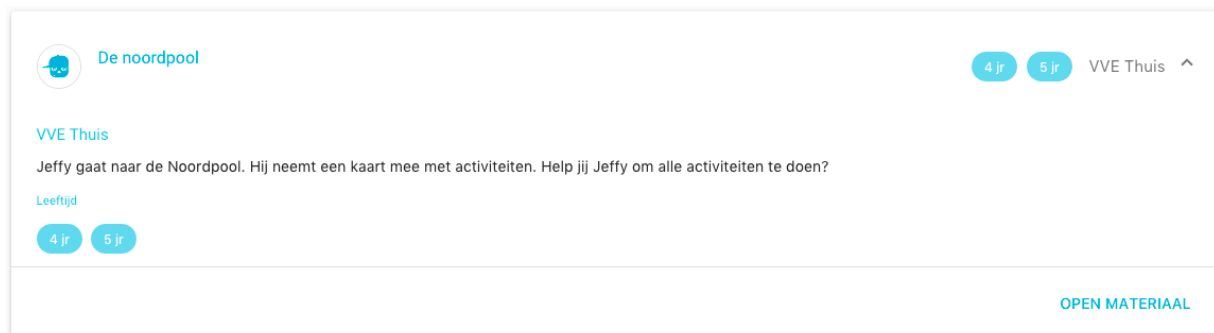 De noordpool
4 jr 5 jr VVE Thuis
VVE Thuis
Jeffy gaat naar de Noordpool. Hij neemt een kaart mee met activiteiten. Help jij Jeffy om alle activiteiten te doen?
Leeftijd
4 jr 5 jr
OPEN MATERIAAL